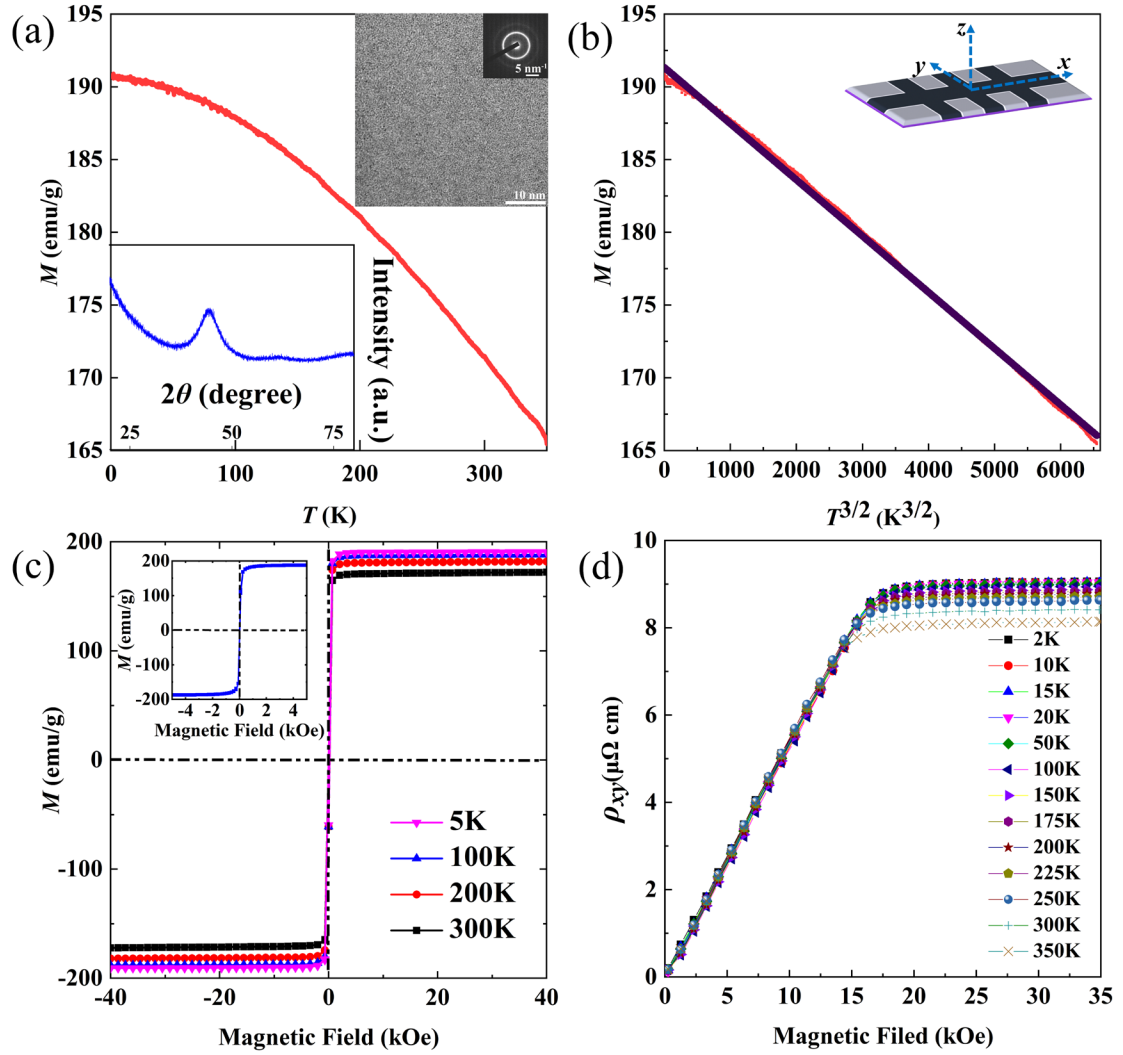 (a)
195
190
185
180
175
170
165
M (emu/g)
0
100
200
300
T (K)
5 nm-1
10 nm
Intensity (a.u.)
2θ (degree)
25
50
75
(b)
195
190
185
180
175
170
165
M (emu/g)
0
1000
2000
3000
4000
5000
6000
T3/2 (K3/2)
z
y
x
(c)
200
100
0
-100
-200
M (emu/g)
-40
-20
0
20
40
Magnetic Field (kOe)
200
100
0
-100
-200
M (emu/g)
-4
-2
0
2
4
Magnetic Field (kOe)
5K
100K
200K
300K
(d)
10
8
6
4
2
0
ρxy(μΩ cm)
0
5
10
15
20
25
30
35
Magnetic Filed (kOe)
2K
10K
15K
20K
50K
100K
150K
175K
200K
225K
250K
300K
350K